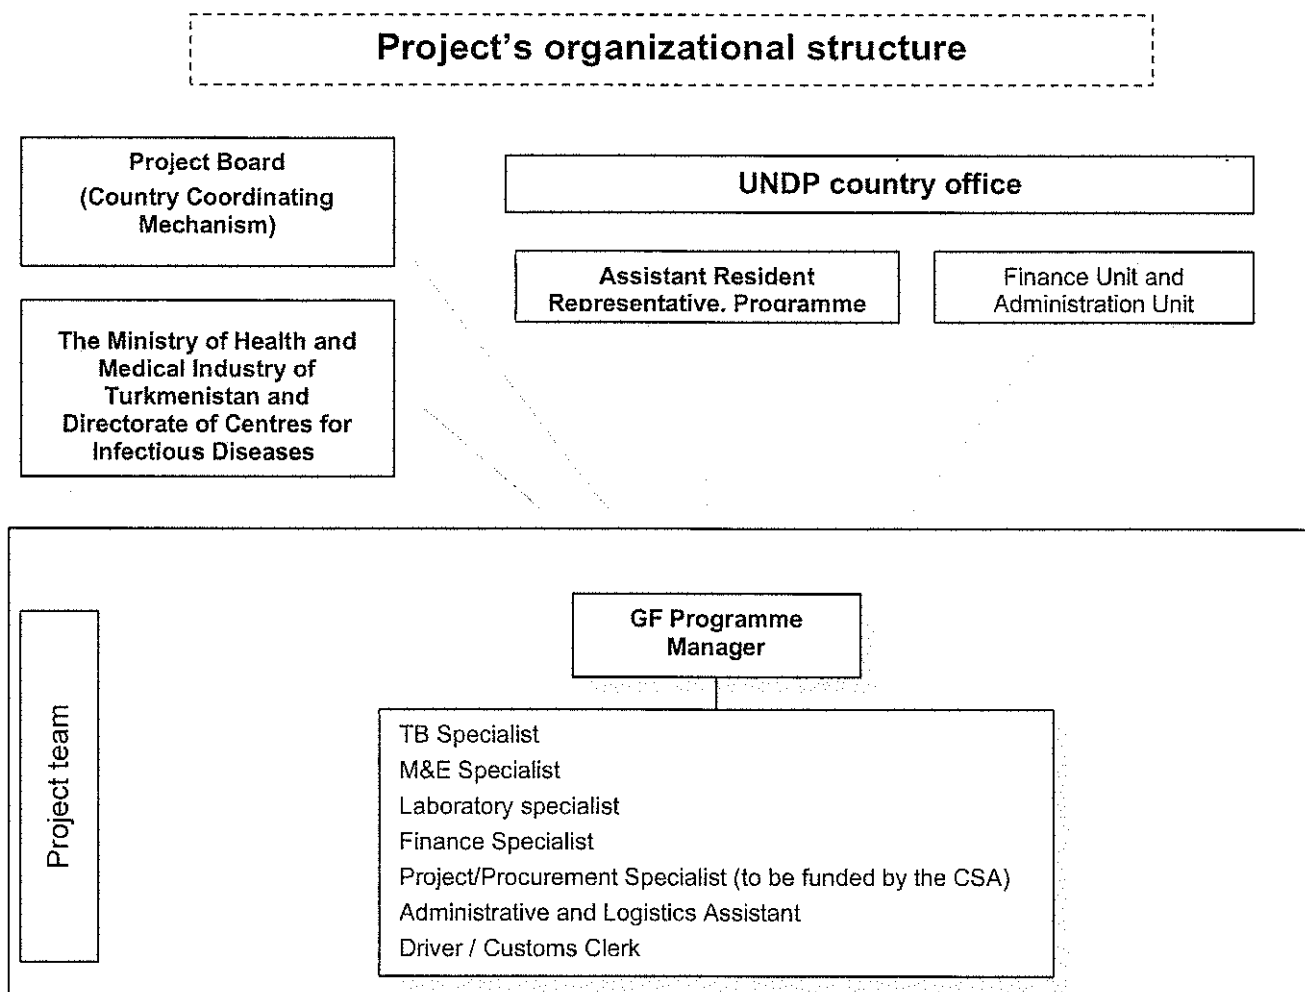 Project's organizational structure
Project Board
(Country Coordinating
Mechanism)
UNDP country office
Assistant Resident
Representative, Programme
Finance Unit and
Administration Unit
The Ministry of Health and
Medical Industry of
Turkmenistan and
Directorate of Centres for
Infectious Diseases
GF Programme
Manager
Project team
TB Specialist
M&E Specialist
Laboratory specialist
Finance Specialist
Project/Procurement Specialist (to be funded by the CSA)
Administrative and Logistics Assistant
Driver / Customs Clerk